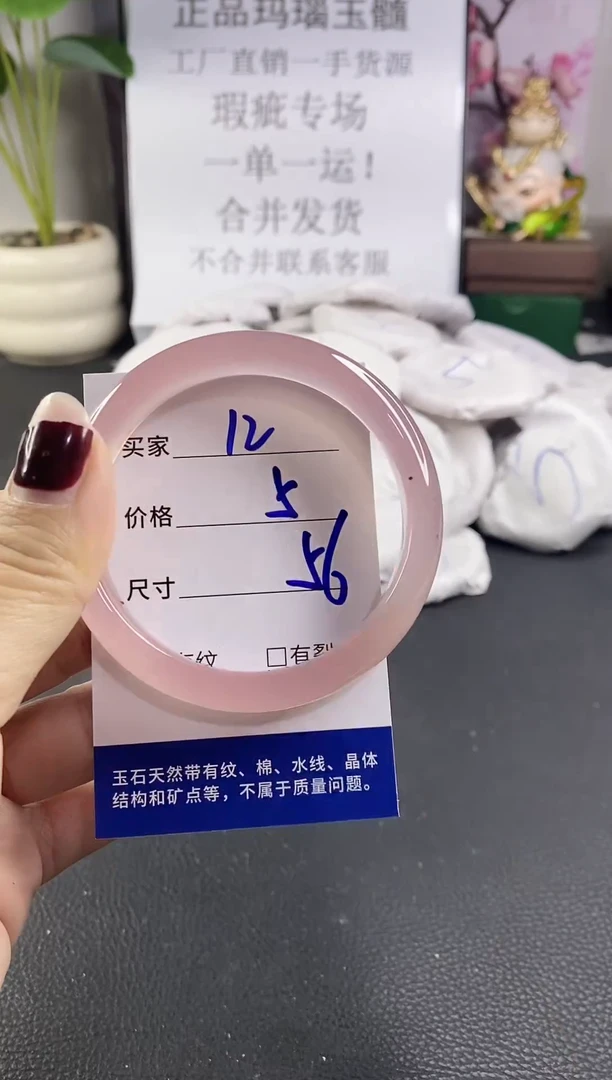 正品玛瑙玉髓
工厂直销一手货源
瑕疵专场
一单一运！
合并发货
不合并联系客服
买家 12
价格 5
尺寸 56
有纹 □有裂
玉石天然带有纹、棉、水线、晶体
结构和矿点等，不属于质量问题。